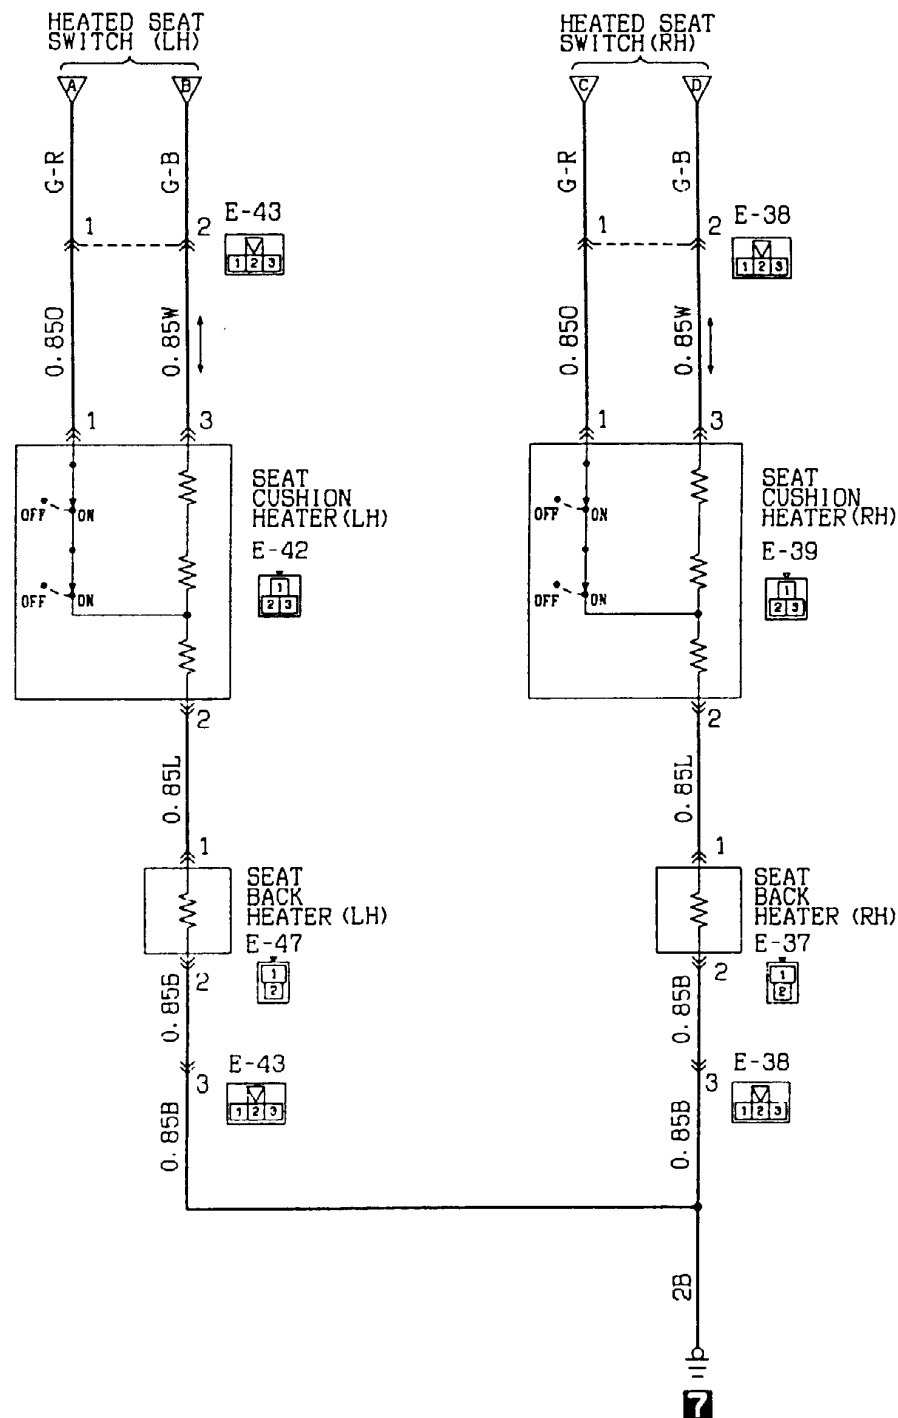 HEATED SEAT
SWITCH (LH)
HEATED SEAT
SWITCH(RH)
A
B
C
D
G-R
G-B
G-R
G-B
1
2
E-43
1 2 3
1
2
E-38
1 2 3
0.85O
0.85W
0.85O
0.85W
1
3
1
3
OFF
ON
OFF
ON
SEAT
CUSHION
HEATER(LH)
E-42
1
2 3
OFF
ON
OFF
ON
SEAT
CUSHION
HEATER(RH)
E-39
1
2 3
2
2
0.85L
0.85L
1
1
SEAT
BACK
HEATER (LH)
E-47
1
2
SEAT
BACK
HEATER (RH)
E-37
1
2
2
2
0.85B
0.85B
3
E-43
1 2 3
3
E-38
1 2 3
0.85B
0.85B
2B
7